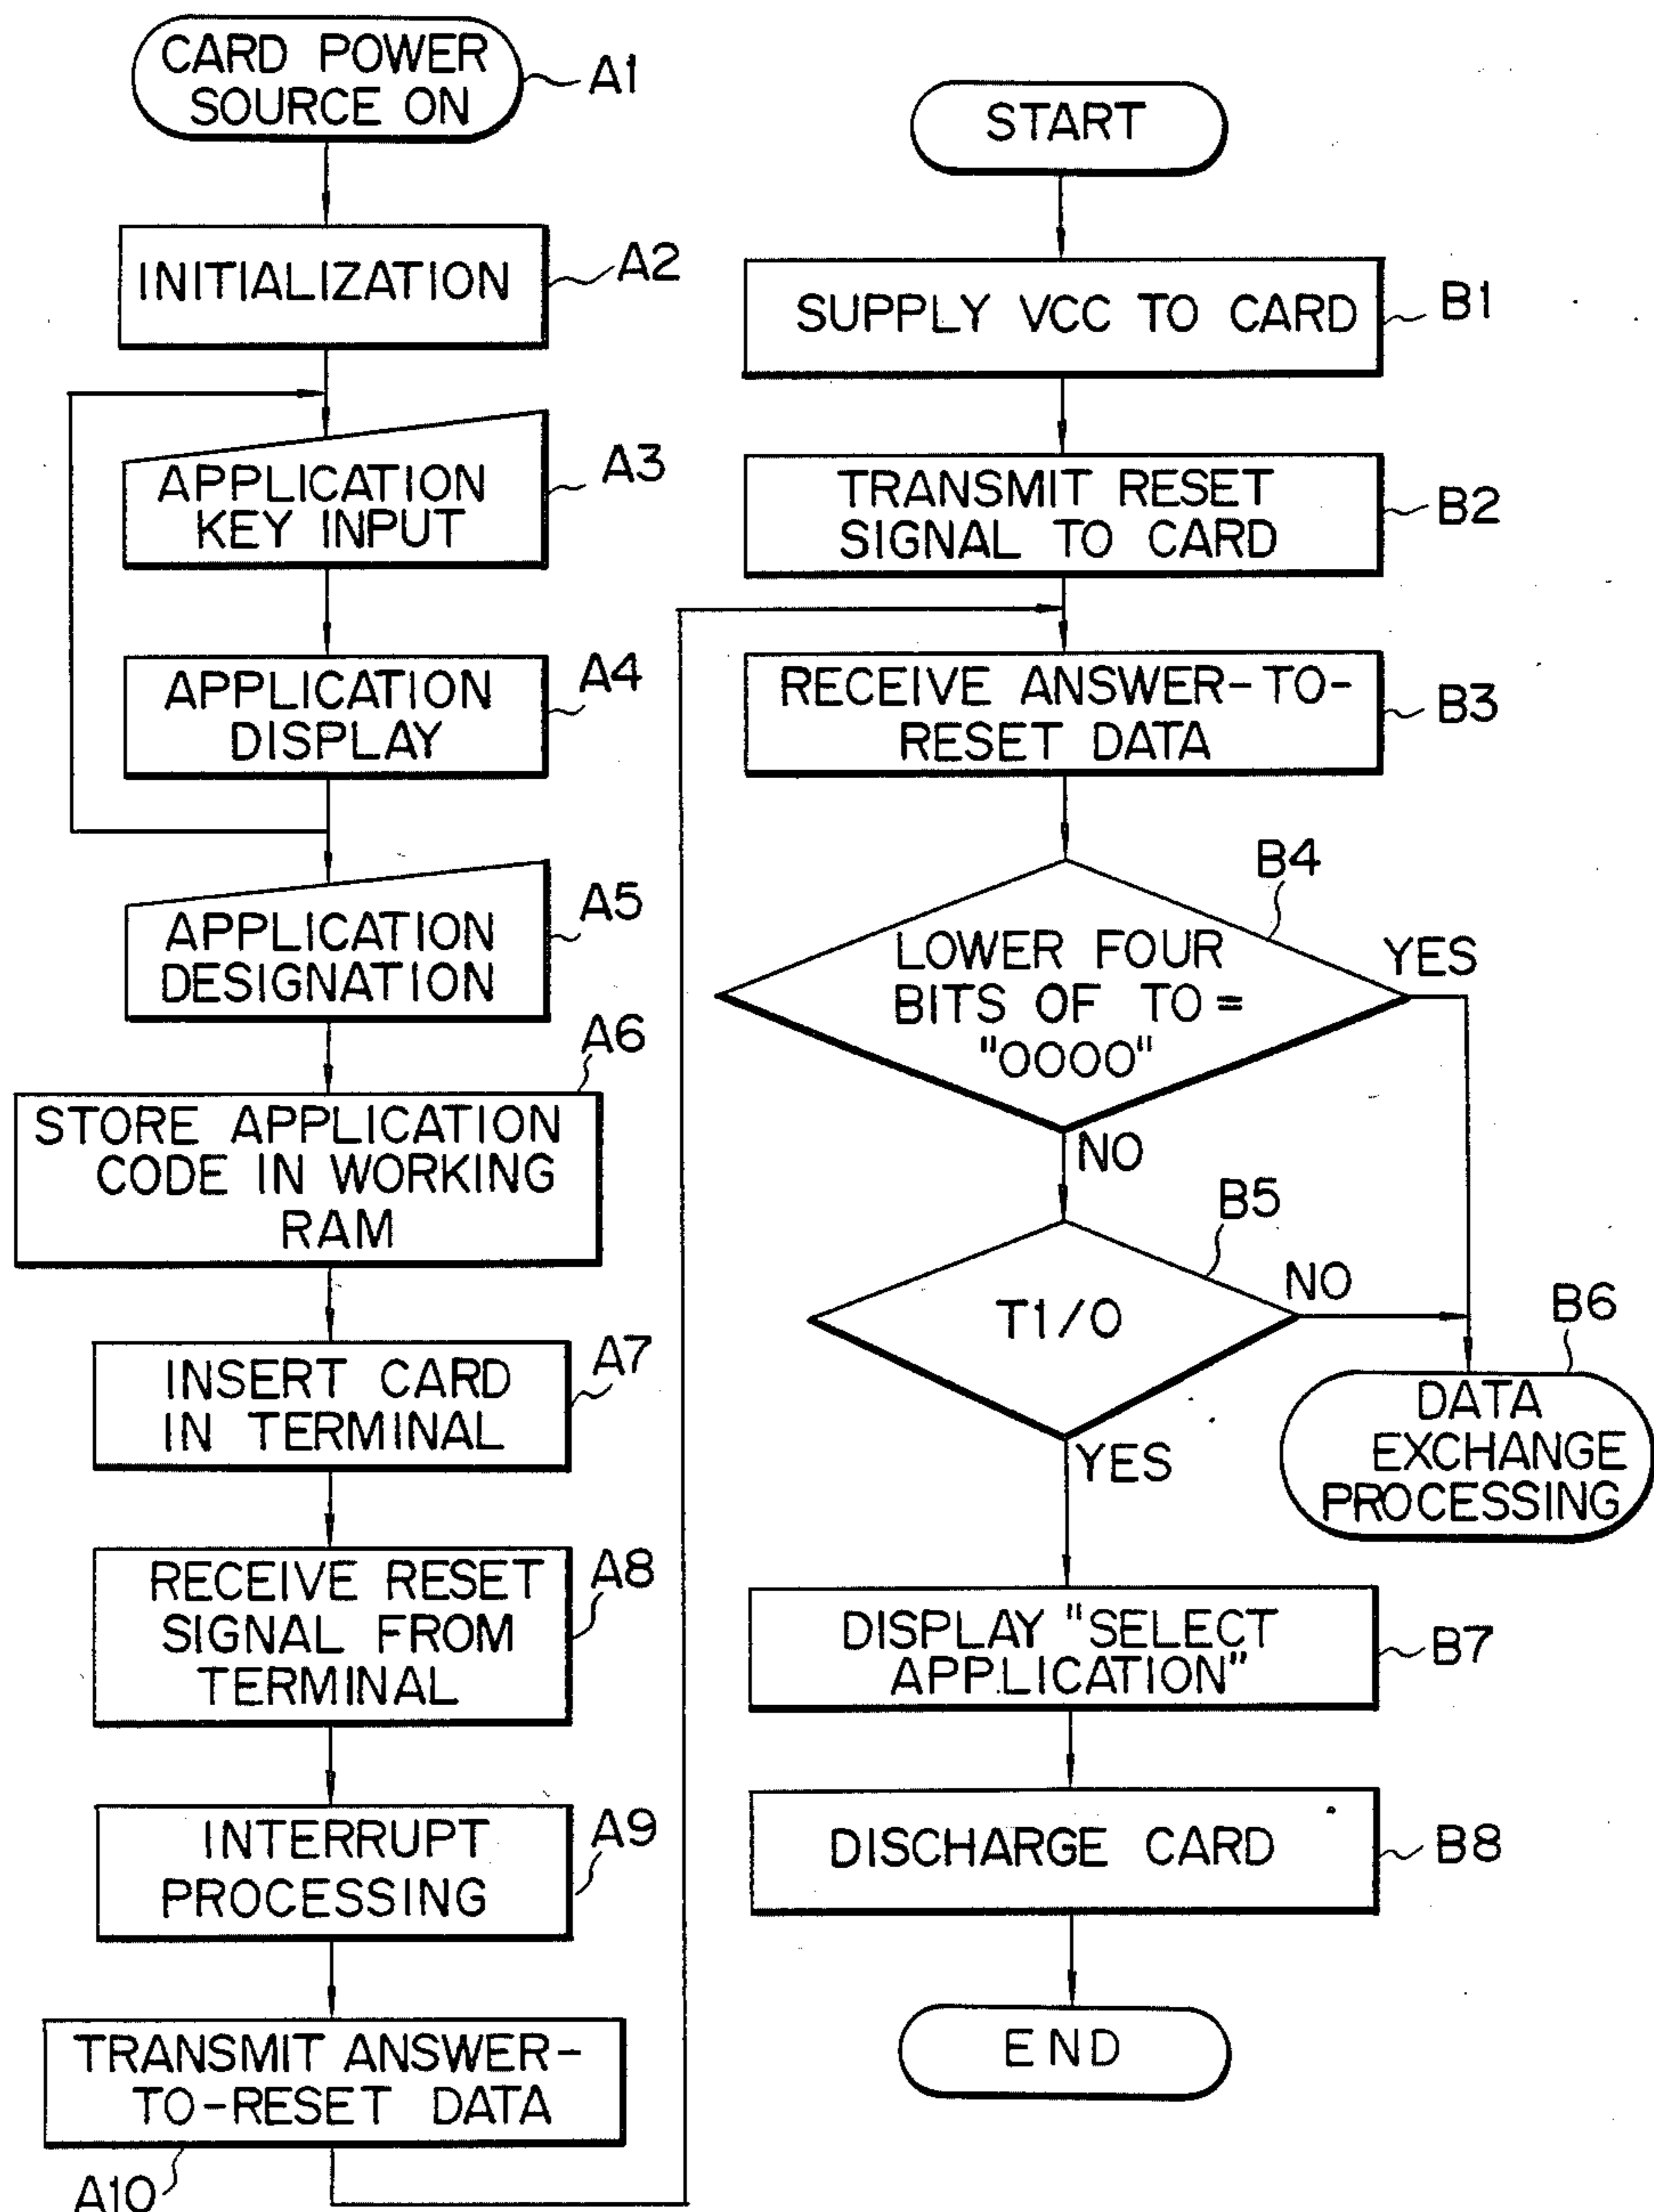 CARD POWER
SOURCE ON
A1
INITIALIZATION
A2
APPLICATION
KEY INPUT
A3
APPLICATION
DISPLAY
A4
APPLICATION
DESIGNATION
A5
A6
STORE APPLICATION
CODE IN WORKING
RAM
INSERT CARD
IN TERMINAL
A7
RECEIVE RESET
SIGNAL FROM
TERMINAL
A8
INTERRUPT
PROCESSING
A9
TRANSMIT ANSWER-
TO-RESET DATA
A10
START
SUPPLY VCC TO CARD
B1
TRANSMIT RESET
SIGNAL TO CARD
B2
RECEIVE ANSWER-TO-
RESET DATA
B3
B4
LOWER FOUR
BITS OF TO =
"0000"
YES
NO
B5
T1/0
NO
B6
DATA
EXCHANGE
PROCESSING
YES
DISPLAY "SELECT
APPLICATION"
B7
DISCHARGE CARD
B8
END